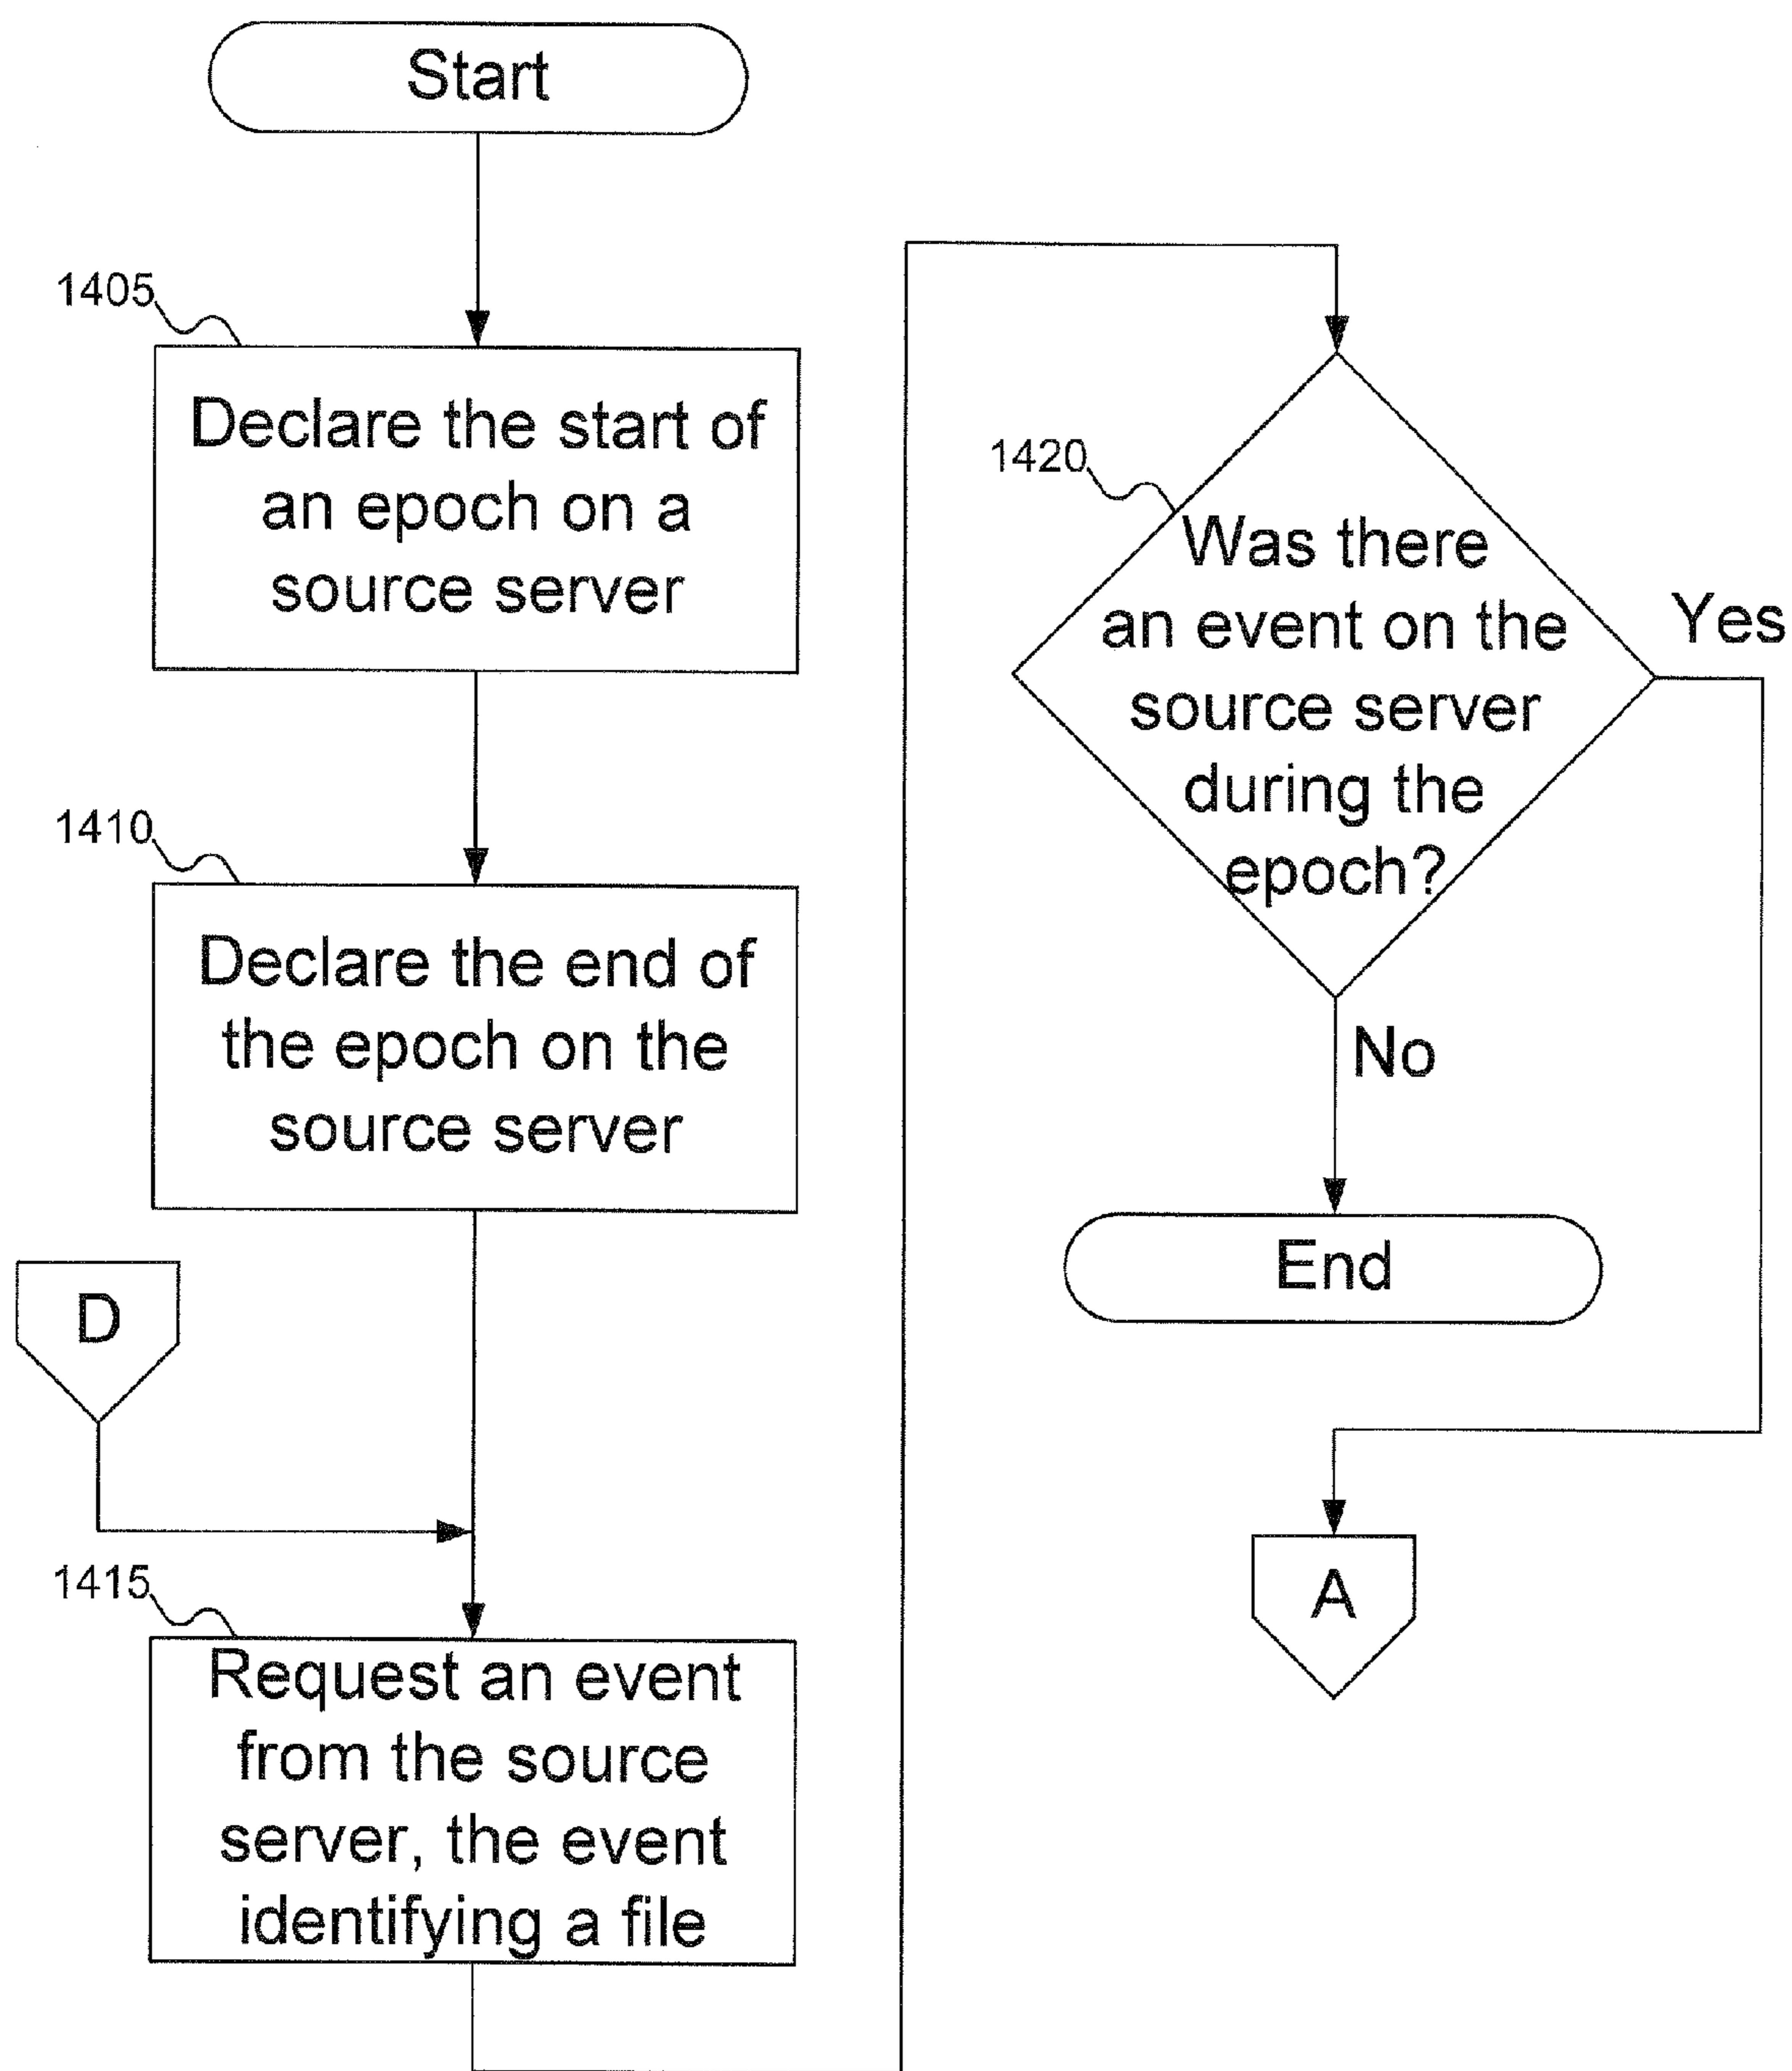 Start
1405
Declare the start of
an epoch on a
source server
1410
Declare the end of
the epoch on the
source server
D
1415
Request an event
from the source
server, the event
identifying a file
1420
Was there
an event on the
source server
during the
epoch?
Yes
No
End
A